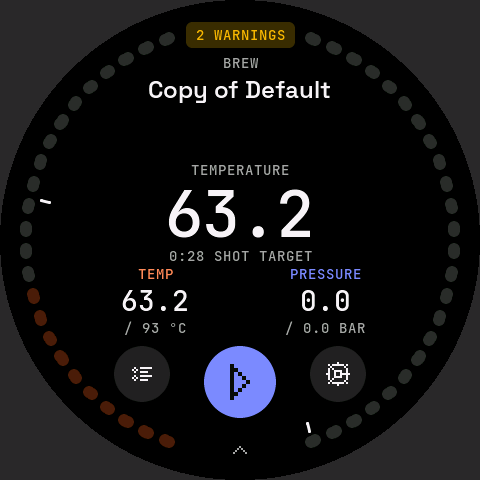 2 WARNINGS
BREW
Copy of Default
TEMPERATURE
63.2
0:28 SHOT TARGET
TEMP
63.2
/ 93 °C
PRESSURE
0.0
/ 0.0 BAR